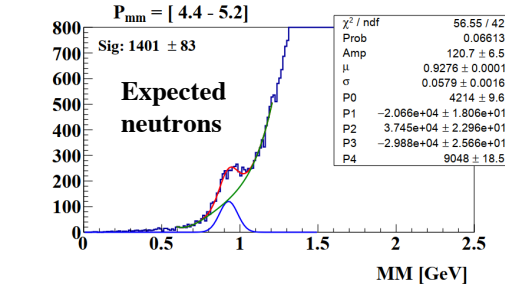 P_mm = [ 4.4 - 5.2]
800
700
600
500
400
300
200
100
0
Sig: 1401 ± 83
Expected
neutrons
χ² / ndf 56.55 / 42
Prob 0.06613
Amp 120.7 ± 6.5
μ 0.9276 ± 0.0001
σ 0.0579 ± 0.0016
P0 4214 ± 9.6
P1 −2.066e+04 ± 1.806e+01
P2 3.745e+04 ± 2.296e+01
P3 −2.988e+04 ± 2.566e+01
P4 9048 ± 18.5
0 0.5 1 1.5 2 2.5
MM [GeV]